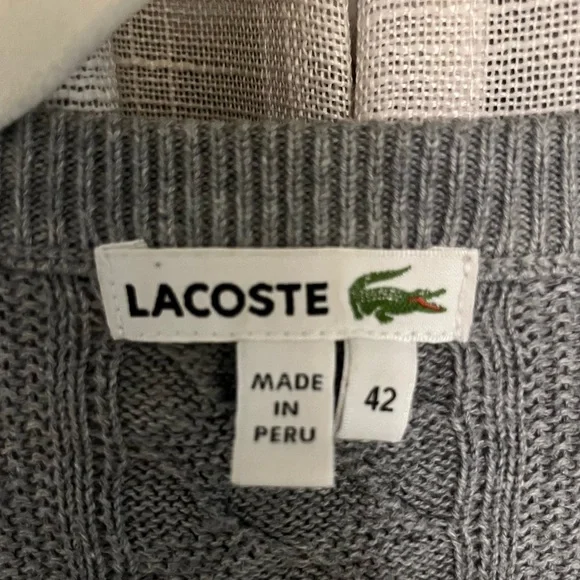 LACOSTE
MADE
IN
PERU
42